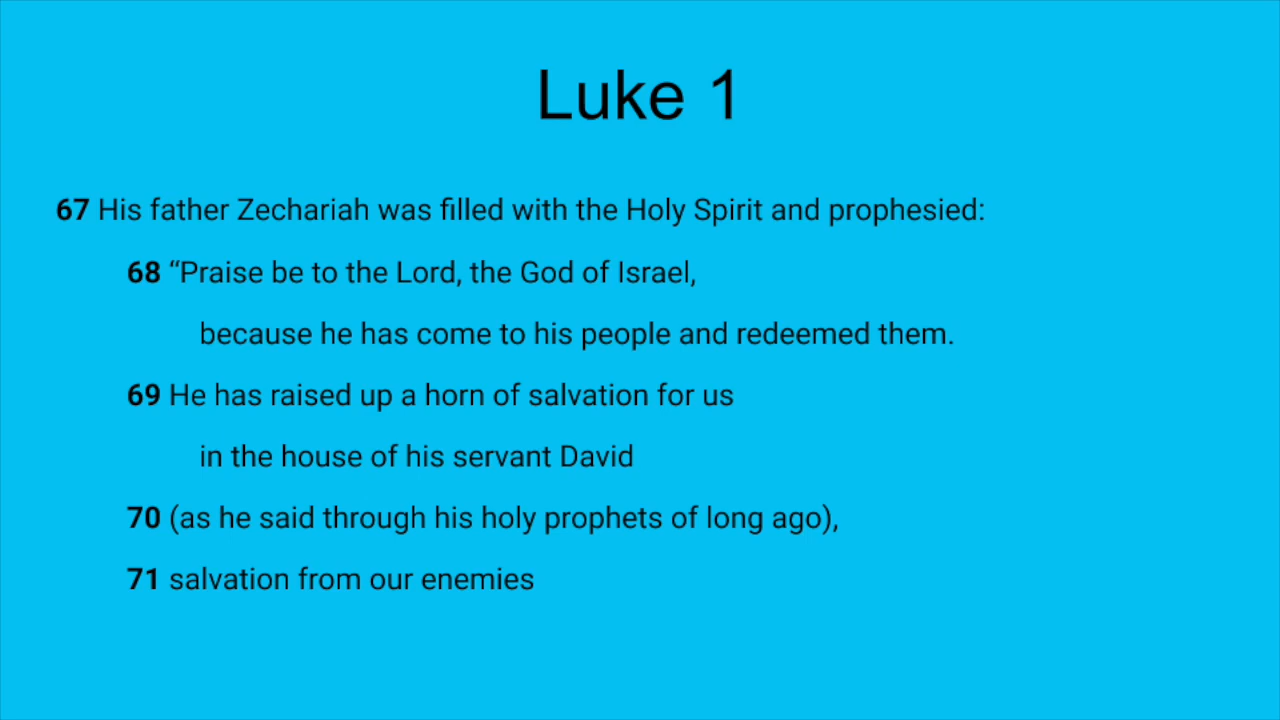 Luke 1
67 His father Zechariah was filled with the Holy Spirit and prophesied:
68 “Praise be to the Lord, the God of Israel,
because he has come to his people and redeemed them.
69 He has raised up a horn of salvation for us
in the house of his servant David
70 (as he said through his holy prophets of long ago),
71 salvation from our enemies